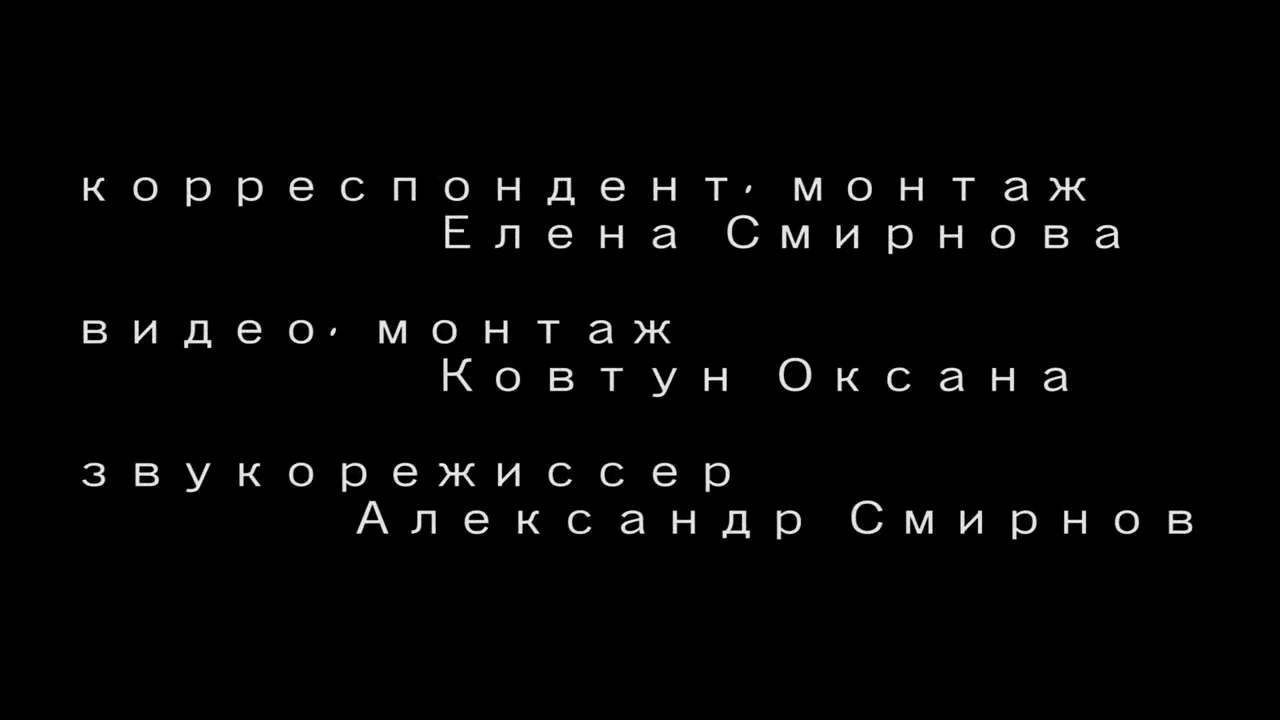 корреспондент, монтаж
Елена Смирнова
видео, монтаж
Ковтун Оксана
звукорежиссер
Александр Смирнов